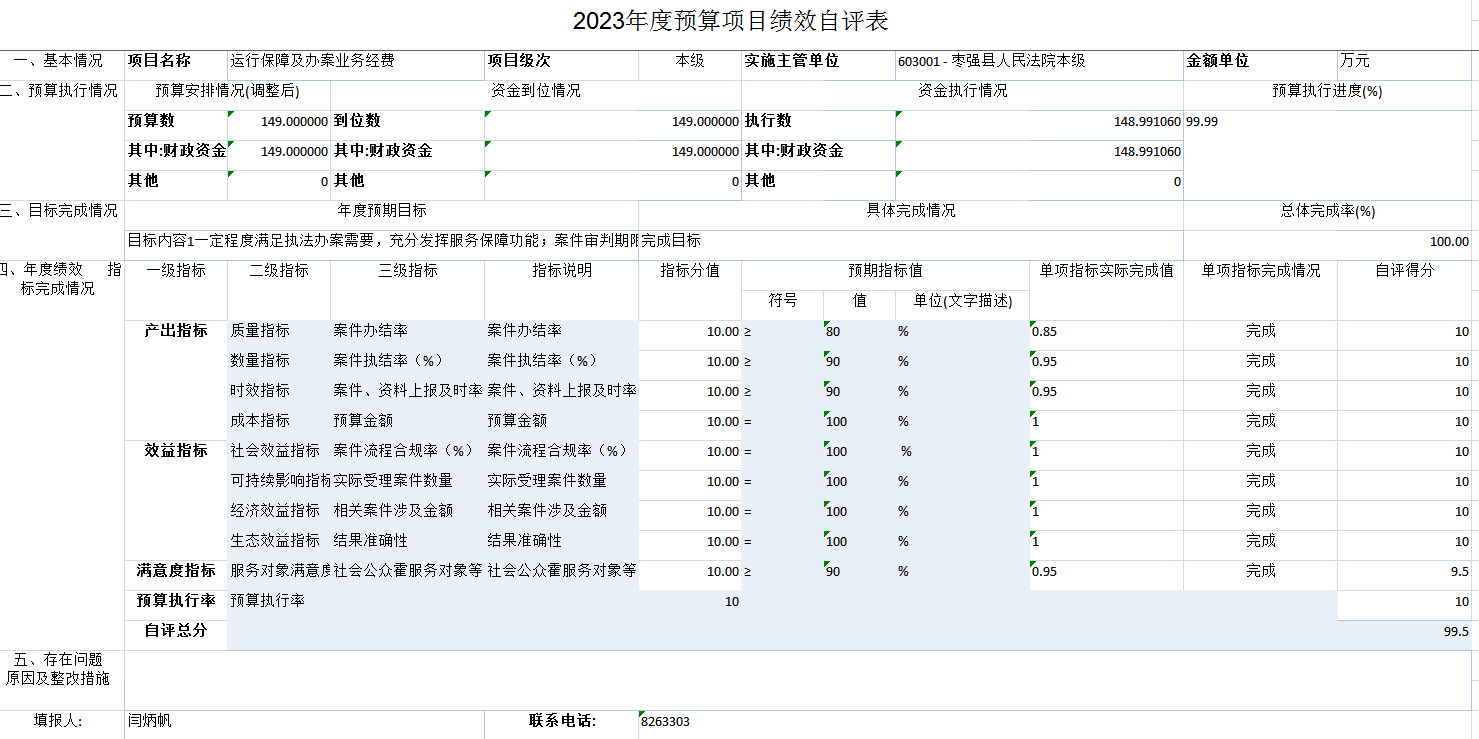 2023年度预算项目绩效自评表
一、基本情况 项目名称 运行保障及办案业务经费 项目级次 本级 实施主管单位 603001 - 枣强县人民法院本级 金额单位 万元
二、预算执行情况 预算安排情况(调整后) 资金到位情况 资金执行情况 预算执行进度(%)
预算数 149.000000 到位数 149.000000 执行数 148.991060 99.99
其中:财政资金 149.000000 其中:财政资金 149.000000 其中:财政资金 148.991060
其他 0 其他 0 其他 0
三、目标完成情况 年度预期目标 具体完成情况 总体完成率(%)
目标内容1一定程度满足执法办案需要，充分发挥服务保障功能；案件审判期限 完成目标 100.00
四、年度绩效 指 一级指标 二级指标 三级指标 指标说明 指标分值 预期指标值 单项指标实际完成值 单项指标完成情况 自评得分
标完成情况 符号 值 单位(文字描述)
产出指标 质量指标 案件办结率 案件办结率 10.00 ≥ 80 % 0.85 完成 10
数量指标 案件执结率（%） 案件执结率（%） 10.00 ≥ 90 % 0.95 完成 10
时效指标 案件、资料上报及时率 案件、资料上报及时率 10.00 ≥ 90 % 0.95 完成 10
成本指标 预算金额 预算金额 10.00 = 100 % 1 完成 10
效益指标 社会效益指标 案件流程合规率（%） 案件流程合规率（%） 10.00 = 100 % 1 完成 10
可持续影响指标 实际受理案件数量 实际受理案件数量 10.00 = 100 % 1 完成 10
经济效益指标 相关案件涉及金额 相关案件涉及金额 10.00 = 100 % 1 完成 10
生态效益指标 结果准确性 结果准确性 10.00 = 100 % 1 完成 10
满意度指标 服务对象满意度 社会公众霍服务对象等 社会公众霍服务对象等 10.00 ≥ 90 % 0.95 完成 9.5
预算执行率 预算执行率 10 10
自评总分 99.5
五、存在问题
原因及整改措施
填报人: 闫炳帆 联系电话: 8263303